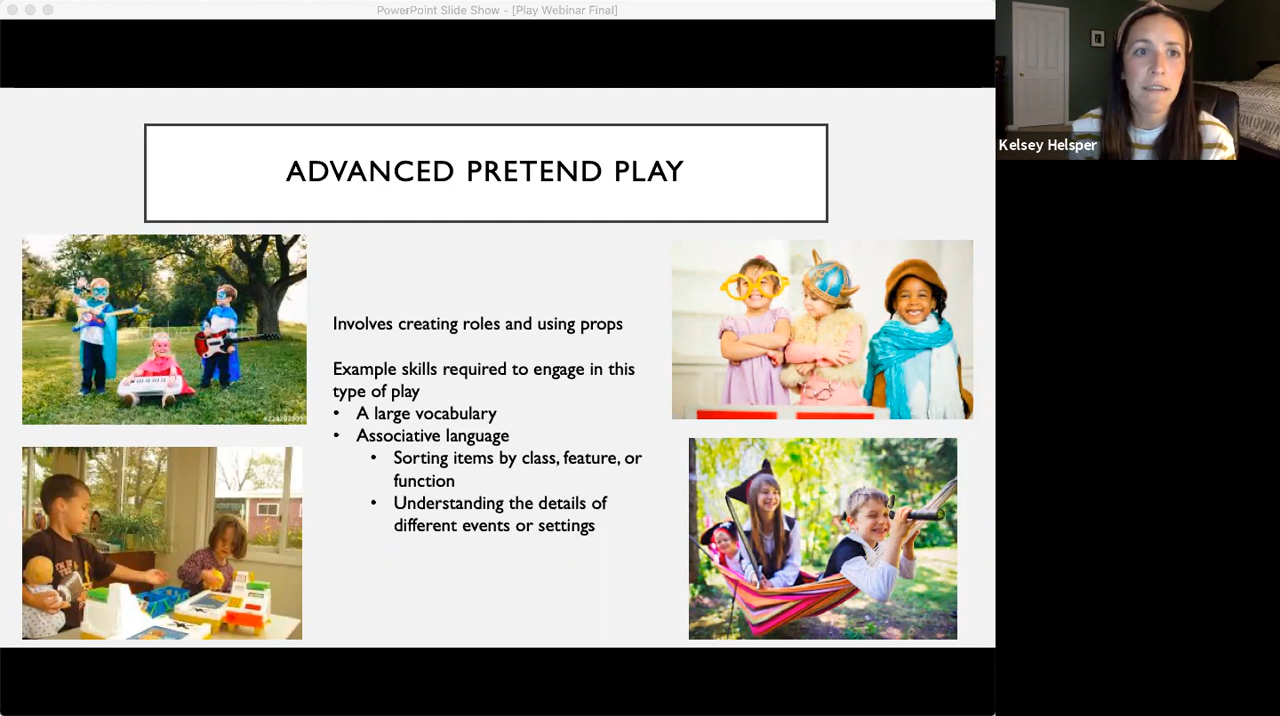 PowerPoint Slide Show - [Play Webinar Final]
Kelsey Helsper
ADVANCED PRETEND PLAY
Involves creating roles and using props
Example skills required to engage in this
type of play
• A large vocabulary
• Associative language
• Sorting items by class, feature, or
function
• Understanding the details of
different events or settings